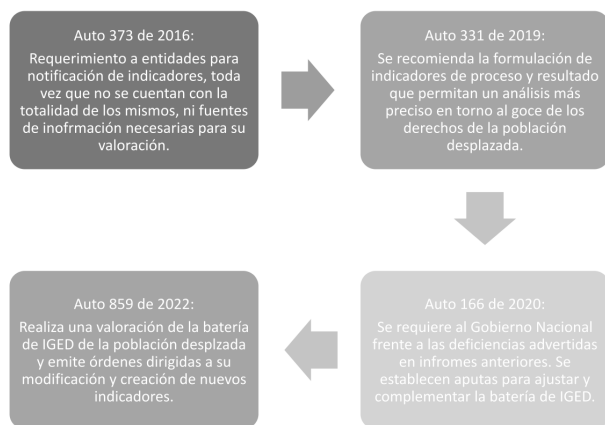 Auto 373 de 2016:
Requerimiento a entidades para
notificación de indicadores, toda
vez que no se cuentan con la
totalidad de los mismos, ni fuentes
de inofrmación necesarias para su
valoración.
Auto 331 de 2019:
Se recomienda la formulación de
indicadores de proceso y resultado
que permitan un análisis más
preciso en torno al goce de los
derechos de la población
desplazada.
Auto 166 de 2020:
Se requiere al Gobierno Nacional
frente a las deficiencias advertidas
en infromes anteriores. Se
establecen aputas para ajustar y
complementar la batería de IGED.
Auto 859 de 2022:
Realiza una valoración de la batería
de IGED de la población desplzada
y emite órdenes dirigidas a su
modificación y creación de nuevos
indicadores.